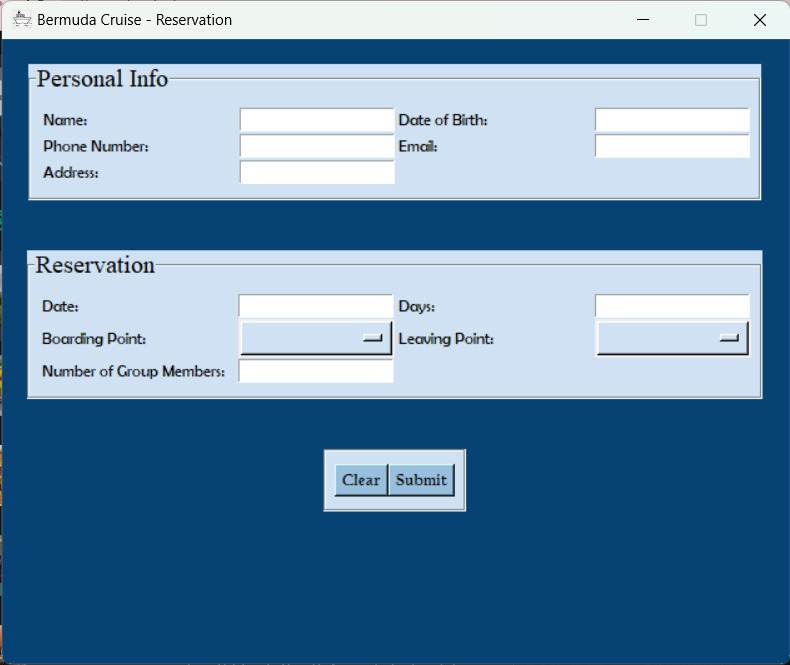 Bermuda Cruise - Reservation
Personal Info
Name: Date of Birth:
Phone Number: Email:
Address:
Reservation
Date: Days:
Boarding Point: Leaving Point:
Number of Group Members:
Clear Submit